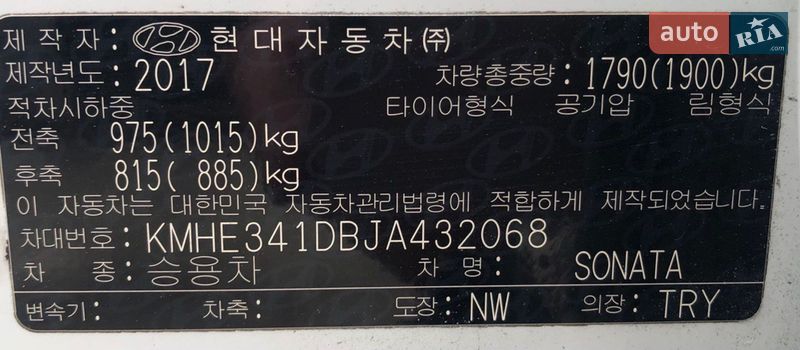 제 작 자 : HYUNDAI 현대자동차㈜
auto RIA .com
제작년도 : 2017 차량총중량 : 1790(1900)kg
적차시하중 타이어형식 공기압 림형식
전축 975(1015)kg
후축 815( 885)kg
이 자동차는 대한민국 자동차관리법령에 적합하게 제작되었습니다.
차대번호 : KMHE341DBJA432068
차 종 : 승용차 차 명 : SONATA
변속기 : 차축 : 도장 : NW 의장 : TRY